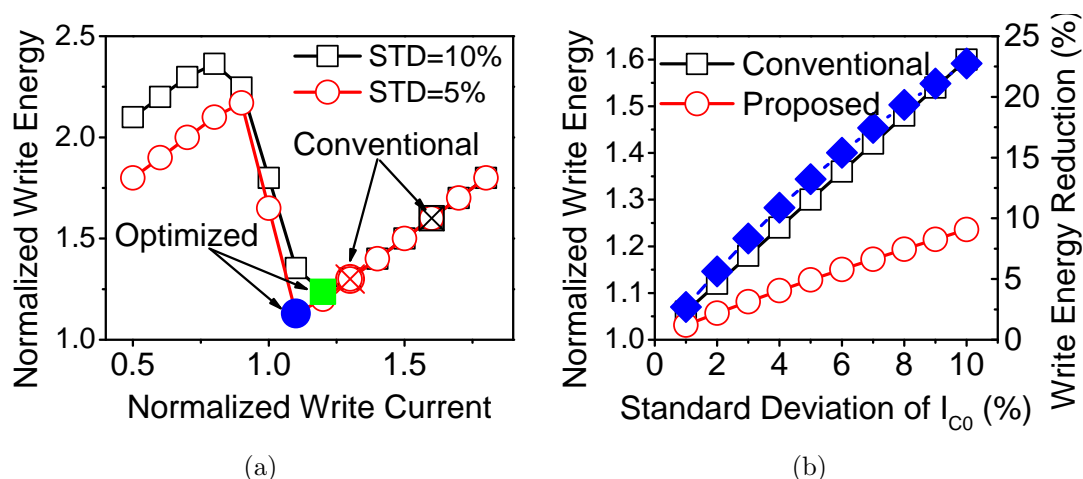 Normalized Write Energy
2.5
2.0
1.5
1.0
STD=10%
STD=5%
Conventional
Optimized
0.5 1.0 1.5
Normalized Write Current
(a)
Normalized Write Energy
1.6
1.5
1.4
1.3
1.2
1.1
1.0
Conventional
Proposed
25
20
15
10
5
0
Write Energy Reduction (%)
0 2 4 6 8 10
Standard Deviation of I_C0 (%)
(b)